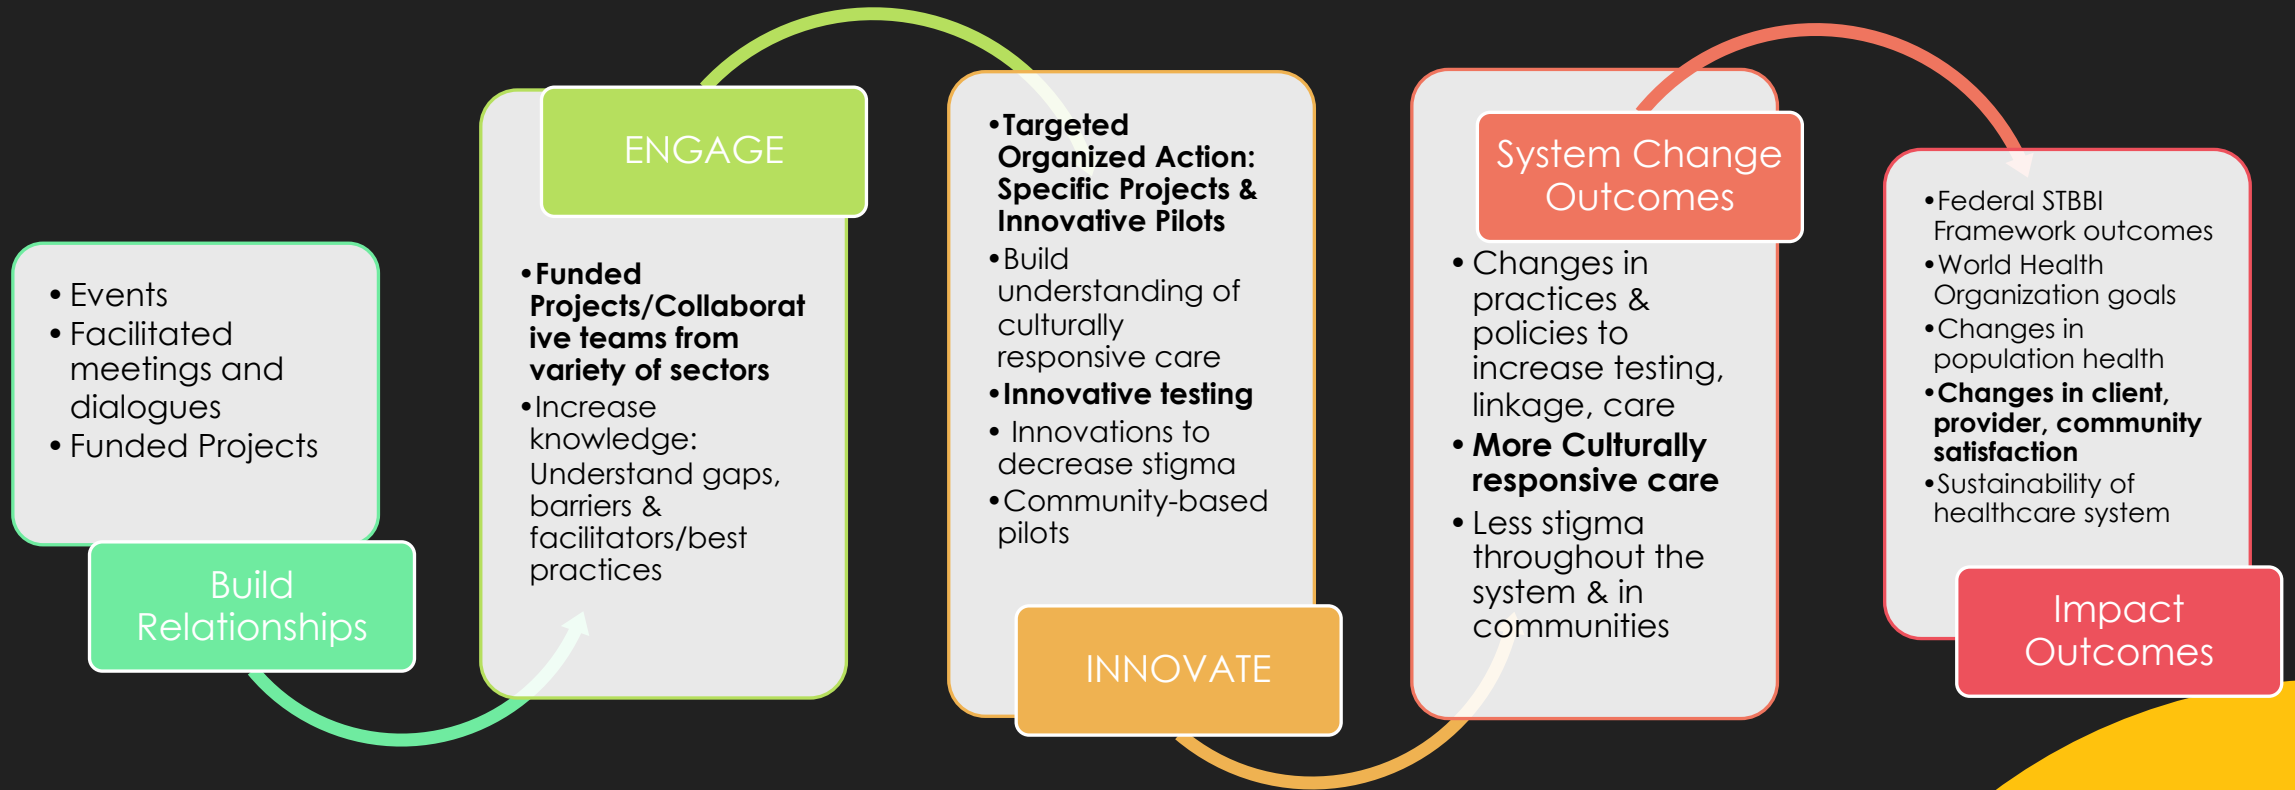 • Events
• Facilitated
meetings and
dialogues
• Funded Projects
Build
Relationships
ENGAGE
•Funded
Projects/Collaborat
ive teams from
variety of sectors
•Increase
knowledge:
Understand gaps,
barriers &
facilitators/best
practices
•Targeted
Organized Action:
Specific Projects &
Innovative Pilots
•Build
understanding of
culturally
responsive care
•Innovative testing
• Innovations to
decrease stigma
•Community-based
pilots
INNOVATE
System Change
Outcomes
• Changes in
practices &
policies to
increase testing,
linkage, care
• More Culturally
responsive care
• Less stigma
throughout the
system & in
communities
•Federal STBBI
Framework outcomes
•World Health
Organization goals
•Changes in
population health
•Changes in client,
provider, community
satisfaction
•Sustainability of
healthcare system
Impact
Outcomes